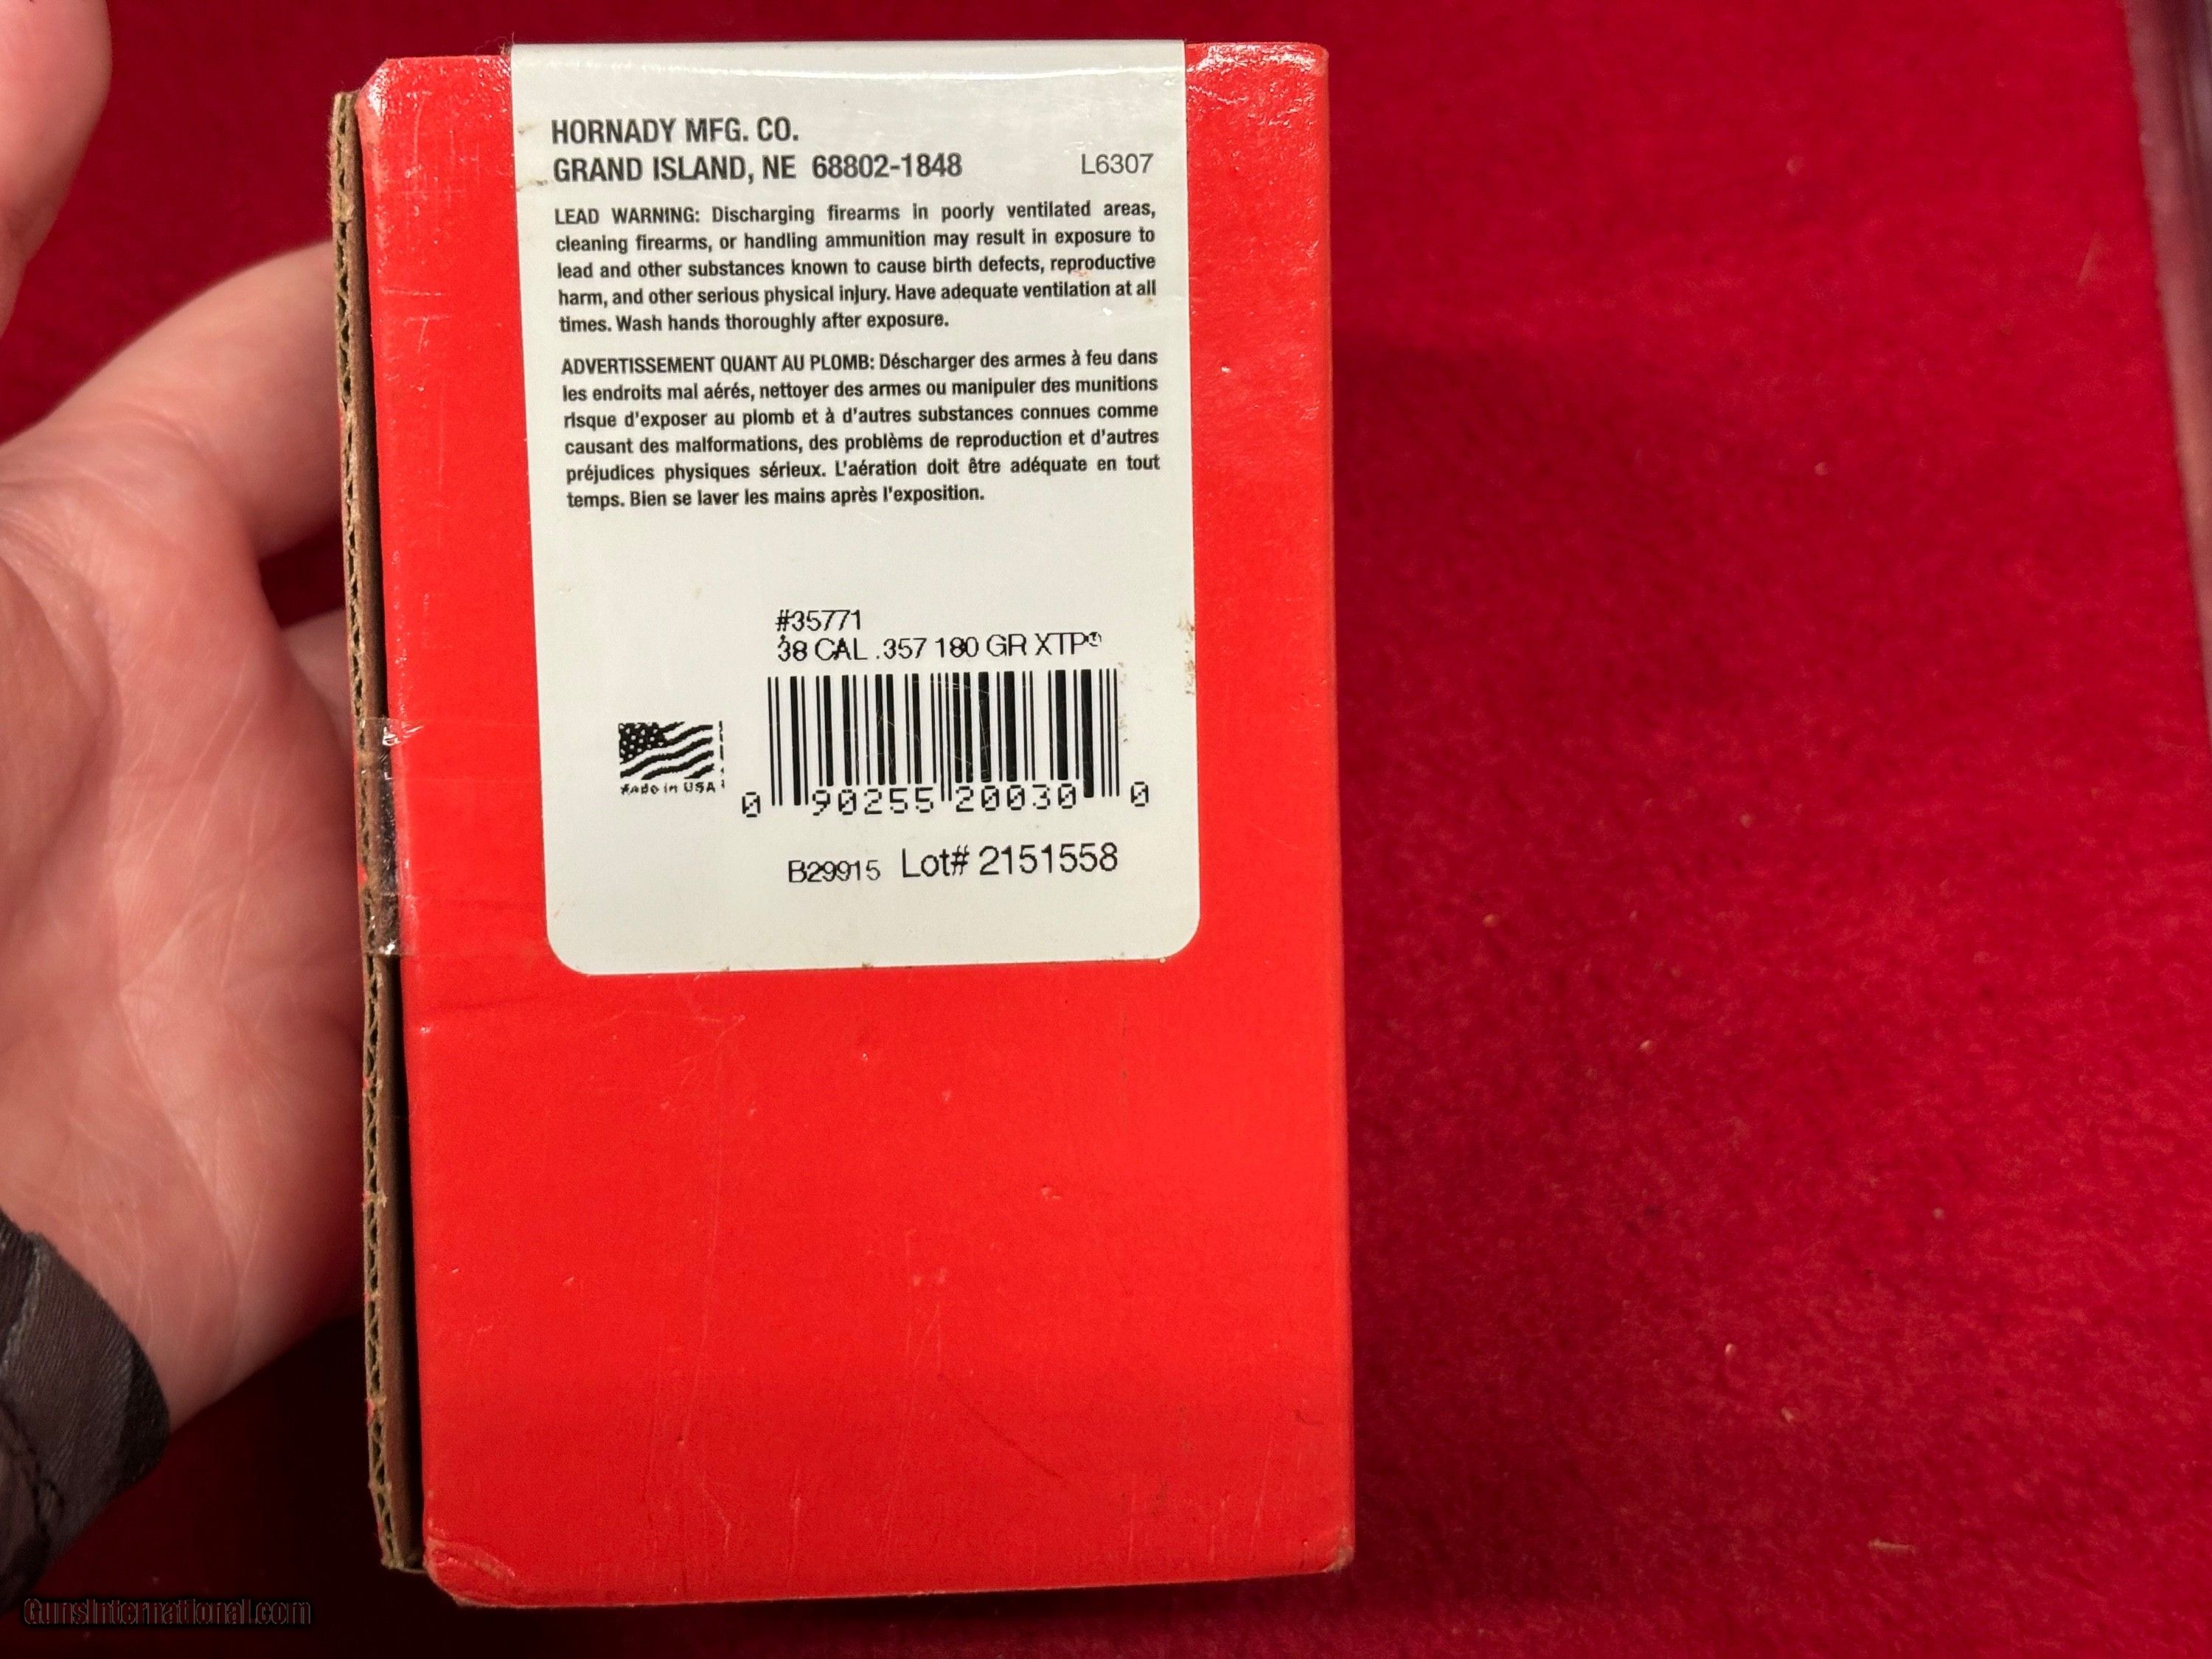 HORNADY MFG. CO.
GRAND ISLAND, NE 68802-1848 L6307
LEAD WARNING: Discharging firearms in poorly ventilated areas,
cleaning firearms, or handling ammunition may result in exposure to
lead and other substances known to cause birth defects, reproductive
harm, and other serious physical injury. Have adequate ventilation at all
times. Wash hands thoroughly after exposure.
ADVERTISSEMENT QUANT AU PLOMB: Déscharger des armes à feu dans
les endroits mal aérés, nettoyer des armes ou manipuler des munitions
risque d'exposer au plomb et à d'autres substances connues comme
causant des malformations, des problèms de reproduction et d'autres
préjudices physiques sérieux. L'aération doit être adéquate en tout
temps. Bien se laver les mains après l'exposition.
#35771
38 CAL .357 180 GR XTP®
Made in USA
0 90255 20030 0
B29915 Lot# 2151558
GunsInternational.com